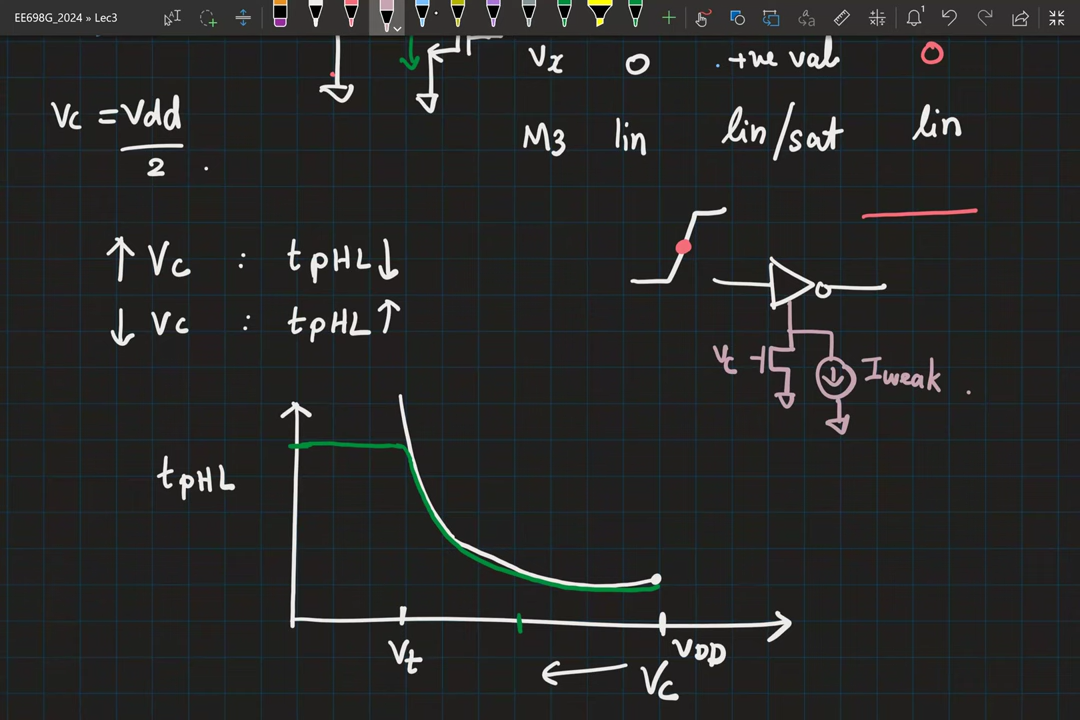 EE698G_2024 » Lec3
Vx 0 +ve val 0
Vc = Vdd
2
M3 lin lin/sat lin
↑ Vc : tpHL↓
↓ Vc : tpHL↑
Vc Iweak
tpHL
Vt VDD
← Vc